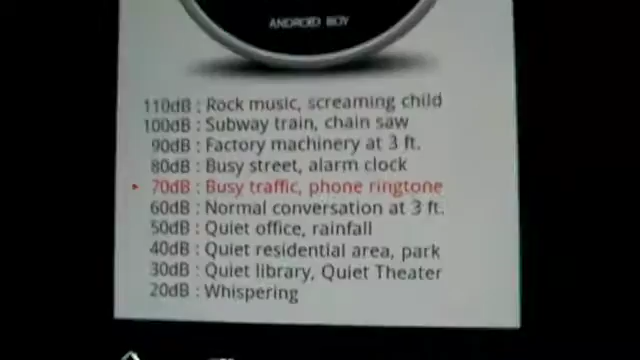 ANDROID BOY
110dB : Rock music, screaming child
100dB : Subway train, chain saw
90dB : Factory machinery at 3 ft.
80dB : Busy street, alarm clock
▸ 70dB : Busy traffic, phone ringtone
60dB : Normal conversation at 3 ft.
50dB : Quiet office, rainfall
40dB : Quiet residential area, park
30dB : Quiet library, Quiet Theater
20dB : Whispering